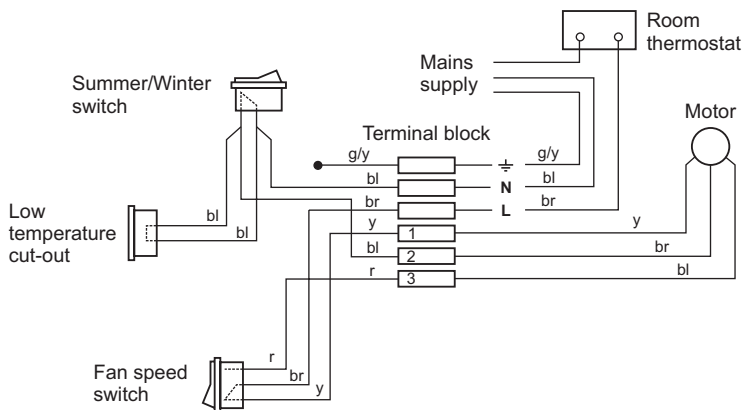 Room
thermostat
Mains
supply
Summer/Winter
switch
Motor
Terminal block
g/y
g/y
bl
N
bl
br
L
br
y
1
y
bl
2
br
r
3
bl
Low
temperature
cut-out
bl
bl
Fan speed
switch
r
br
y